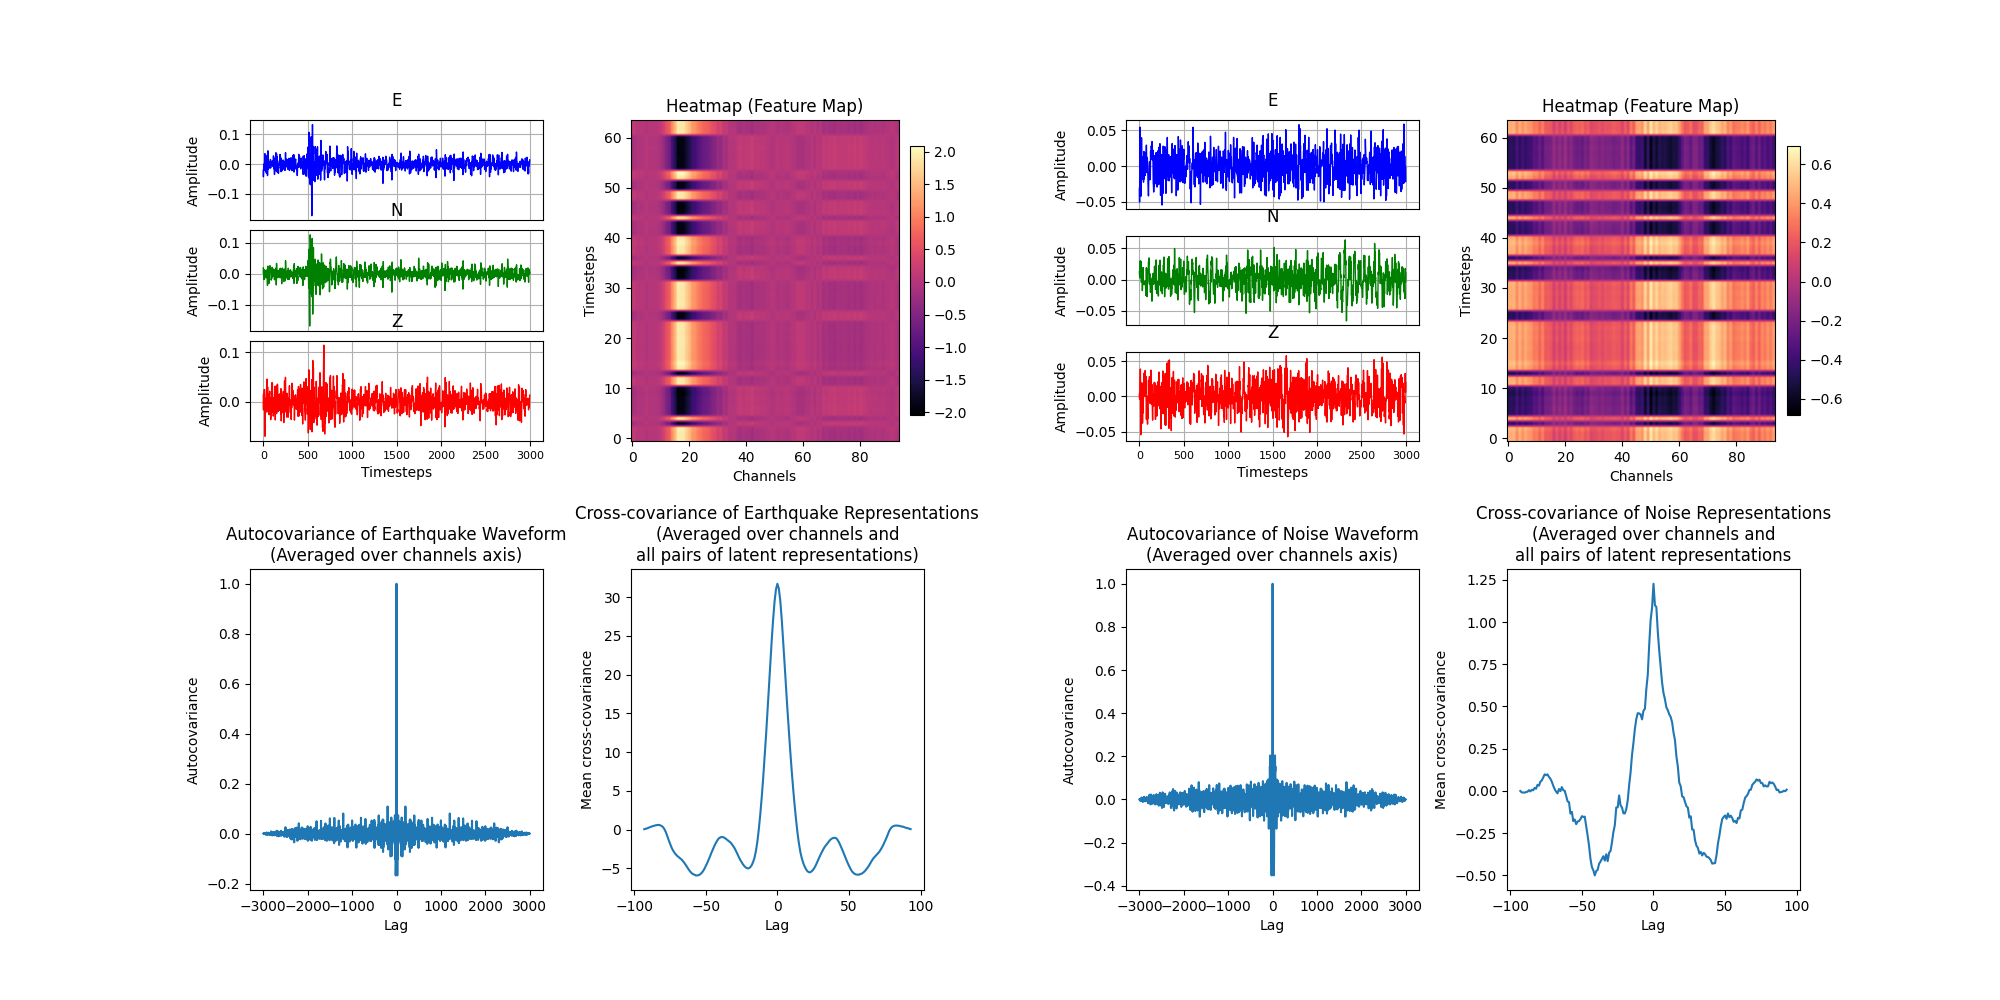 E
Amplitude
0.1
0.0
−0.1
N
Amplitude
0.1
0.0
−0.1
Z
Amplitude
0.1
0.0
0 500 1000 1500 2000 2500 3000
Timesteps
Heatmap (Feature Map)
Timesteps
60
50
40
30
20
10
0
0 20 40 60 80
Channels
2.0
1.5
1.0
0.5
0.0
−0.5
−1.0
−1.5
−2.0
E
Amplitude
0.05
0.00
−0.05
N
Amplitude
0.05
0.00
−0.05
Z
Amplitude
0.05
0.00
−0.05
0 500 1000 1500 2000 2500 3000
Timesteps
Heatmap (Feature Map)
Timesteps
60
50
40
30
20
10
0
0 20 40 60 80
Channels
0.6
0.4
0.2
0.0
−0.2
−0.4
−0.6
Autocovariance of Earthquake Waveform
(Averaged over channels axis)
Autocovariance
1.0
0.8
0.6
0.4
0.2
0.0
−0.2
−3000 −2000 −1000 0 1000 2000 3000
Lag
Cross-covariance of Earthquake Representations
(Averaged over channels and
all pairs of latent representations)
Mean cross-covariance
30
25
20
15
10
5
0
−5
−100 −50 0 50 100
Lag
Autocovariance of Noise Waveform
(Averaged over channels axis)
Autocovariance
1.0
0.8
0.6
0.4
0.2
0.0
−0.2
−0.4
−3000 −2000 −1000 0 1000 2000 3000
Lag
Cross-covariance of Noise Representations
(Averaged over channels and
all pairs of latent representations
Mean cross-covariance
1.25
1.00
0.75
0.50
0.25
0.00
−0.25
−0.50
−100 −50 0 50 100
Lag